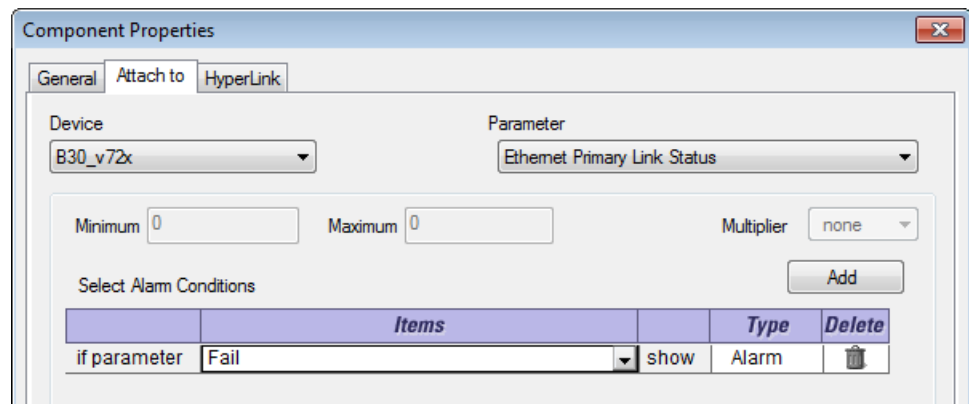 Component Properties
General Attach to HyperLink
Device Parameter
B30_v72x Ethernet Primary Link Status
Minimum 0 Maximum 0 Multiplier none
Add
Select Alarm Conditions
Items Type Delete
if parameter Fail show Alarm